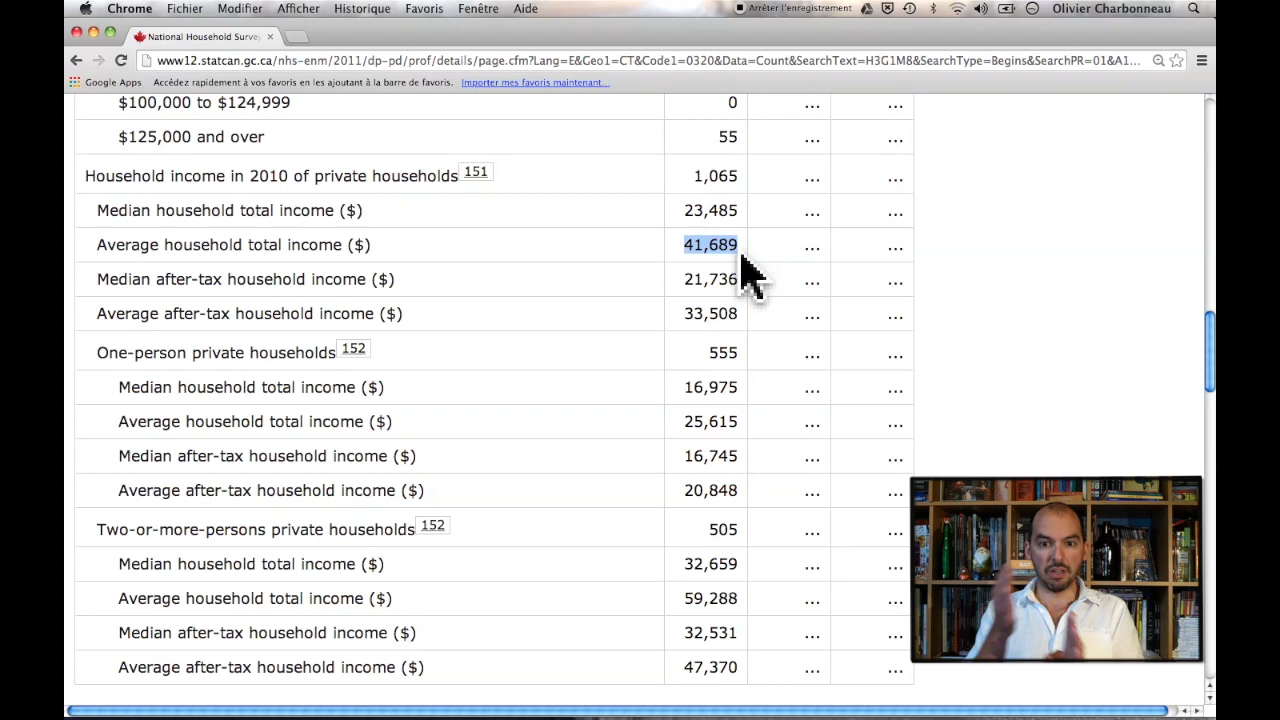 Chrome Fichier Modifier Afficher Historique Favoris Fenêtre Aide Arrêter l'enregistrement Olivier Charbonneau
National Household Surve
www12.statcan.gc.ca/nhs-enm/2011/dp-pd/prof/details/page.cfm?Lang=E&Geo1=CT&Code1=0320&Data=Count&SearchText=H3G1M8&SearchType=Begins&SearchPR=01&A1...
Google Apps Accédez rapidement à vos favoris en les ajoutant à la barre de favoris. Importer mes favoris maintenant...
$100,000 to $124,999 0 ... ...
$125,000 and over 55 ... ...
Household income in 2010 of private households 151 1,065 ... ...
Median household total income ($) 23,485 ... ...
Average household total income ($) 41,689 ... ...
Median after-tax household income ($) 21,736 ... ...
Average after-tax household income ($) 33,508 ... ...
One-person private households 152 555 ... ...
Median household total income ($) 16,975 ... ...
Average household total income ($) 25,615 ... ...
Median after-tax household income ($) 16,745 ... ...
Average after-tax household income ($) 20,848 ... ...
Two-or-more-persons private households 152 505 ... ...
Median household total income ($) 32,659 ... ...
Average household total income ($) 59,288 ... ...
Median after-tax household income ($) 32,531 ... ...
Average after-tax household income ($) 47,370 ... ...